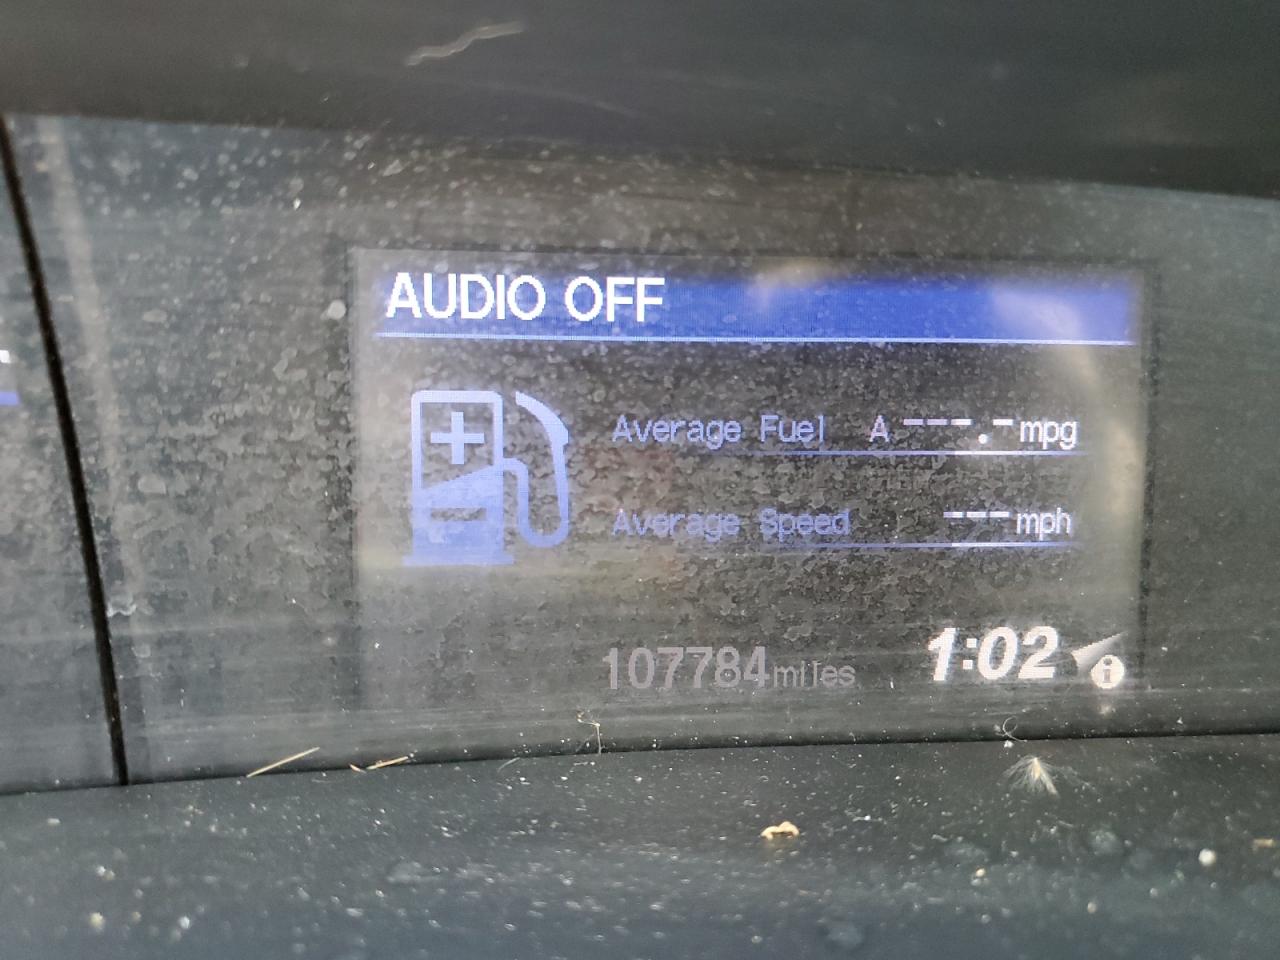 AUDIO OFF
Average Fuel A ---.- mpg
Average Speed --- mph
107784 miles 1:02 i